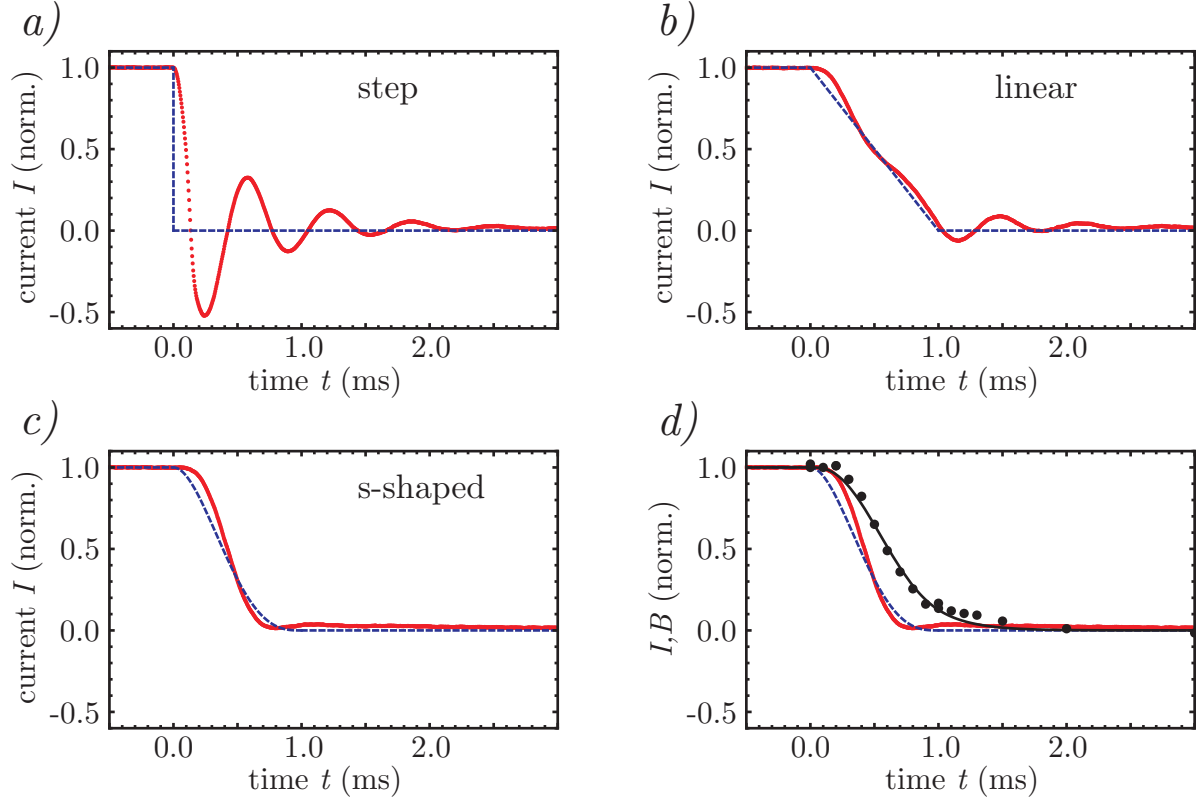 a)
current I (norm.)
1.0
0.5
0.0
-0.5
step
0.0 1.0 2.0
time t (ms)
b)
current I (norm.)
1.0
0.5
0.0
-0.5
linear
0.0 1.0 2.0
time t (ms)
c)
current I (norm.)
1.0
0.5
0.0
-0.5
s-shaped
0.0 1.0 2.0
time t (ms)
d)
I,B (norm.)
1.0
0.5
0.0
-0.5
0.0 1.0 2.0
time t (ms)